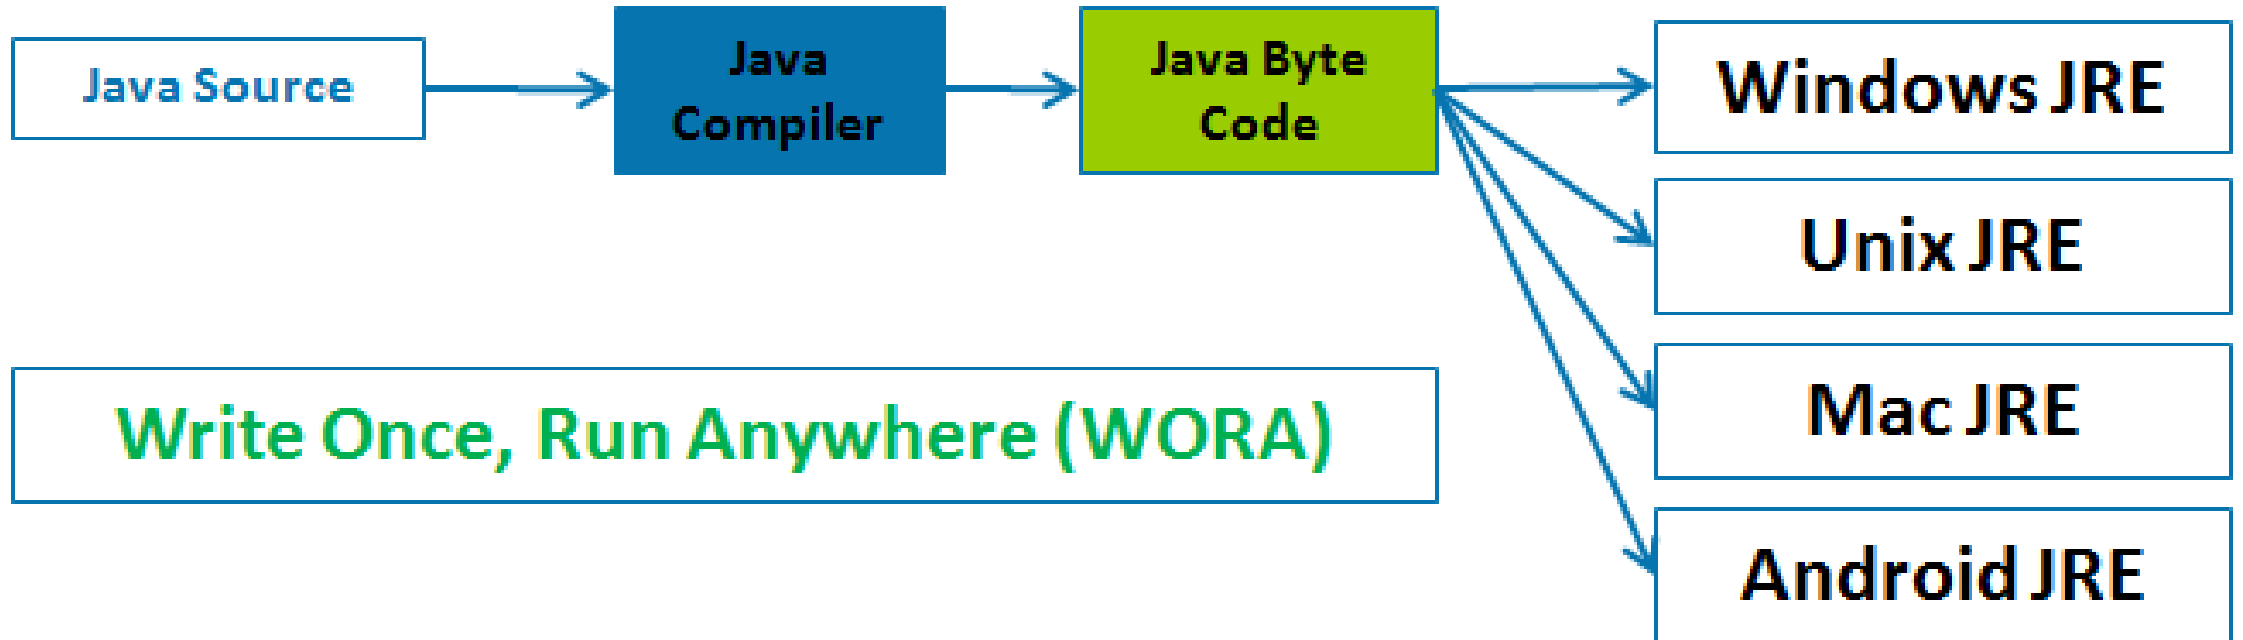 Java Source
Java
Compiler
Java Byte
Code
Windows JRE
Unix JRE
Mac JRE
Android JRE
Write Once, Run Anywhere (WORA)